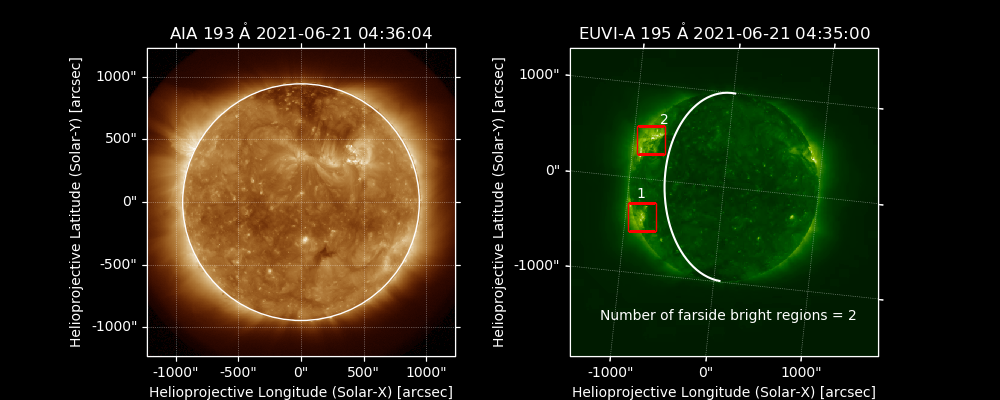 AIA 193 Å 2021-06-21 04:36:04
1000"
500"
0"
-500"
-1000"
-1000" -500" 0" 500" 1000"
Helioprojective Longitude (Solar-X) [arcsec]
Helioprojective Latitude (Solar-Y) [arcsec]
EUVI-A 195 Å 2021-06-21 04:35:00
1000"
0"
-1000"
2
1
Number of farside bright regions = 2
-1000" 0" 1000"
Helioprojective Longitude (Solar-X) [arcsec]
Helioprojective Latitude (Solar-Y) [arcsec]